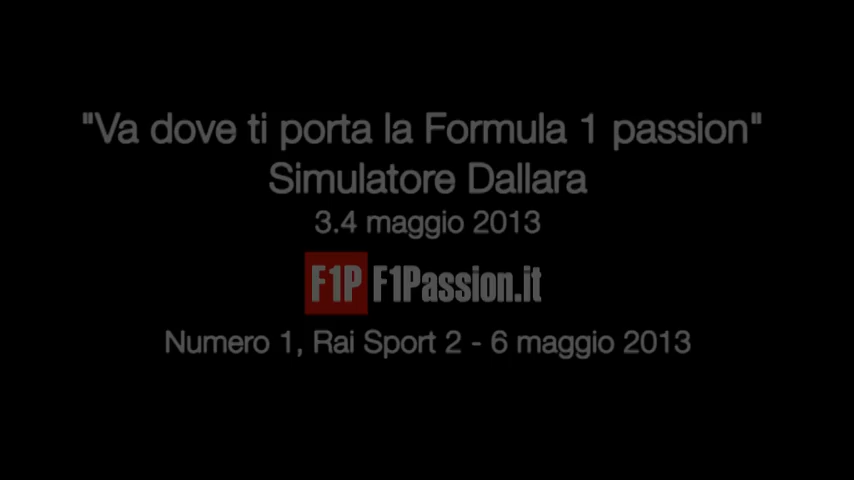 "Va dove ti porta la Formula 1 passion"
Simulatore Dallara
3.4 maggio 2013
F1P F1Passion.it
Numero 1, Rai Sport 2 - 6 maggio 2013